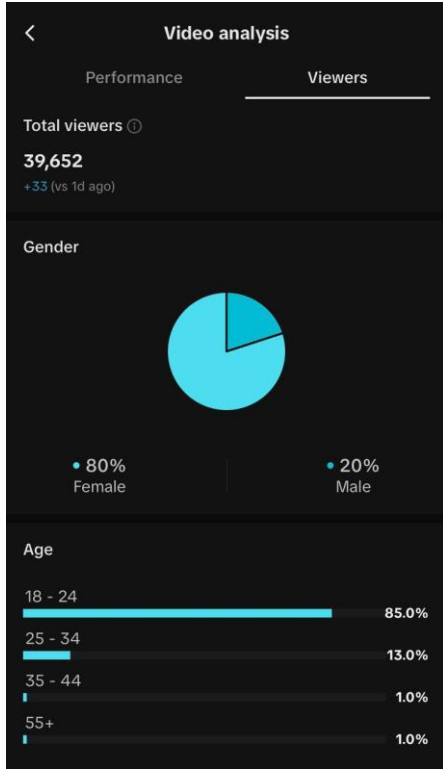 Video analysis
Performance Viewers
Total viewers
39,652
+33 (vs 1d ago)
Gender
80% 20%
Female Male
Age
18 - 24
85.0%
25 - 34
13.0%
35 - 44
1.0%
55+
1.0%